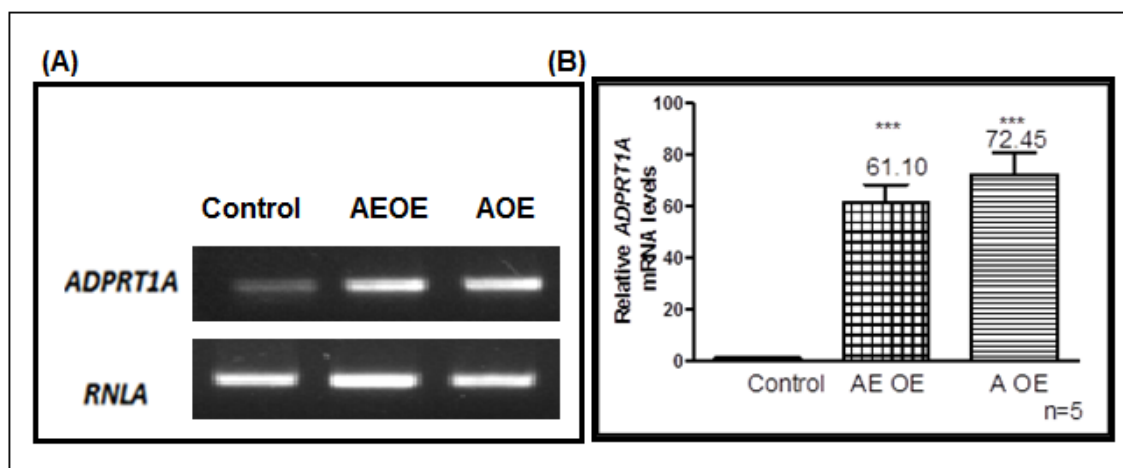 (A)
Control AEOE AOE
ADPRT1A
RNLA
(B)
Relative ADPRT1A
mRNA levels
100
80
60
40
20
0
***
61.10
***
72.45
Control AE OE A OE
n=5